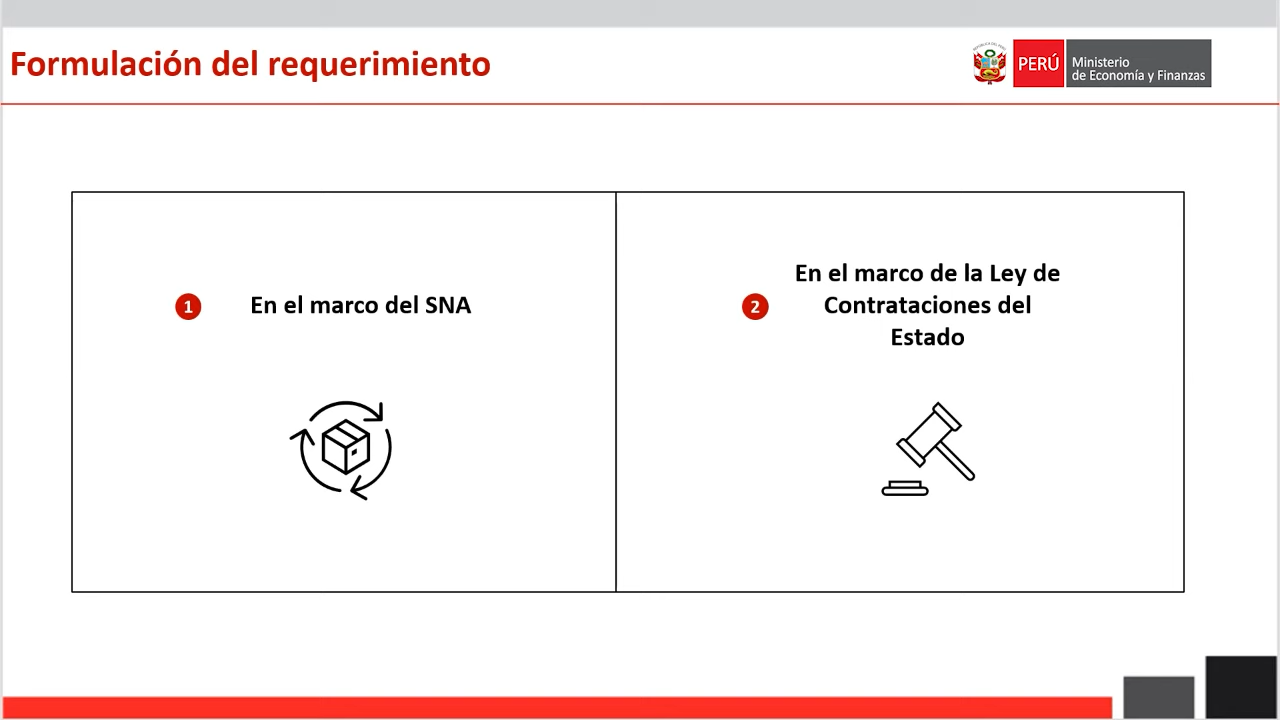 Formulación del requerimiento
PERÚ
Ministerio
de Economía y Finanzas
1
En el marco del SNA
2
En el marco de la Ley de
Contrataciones del
Estado